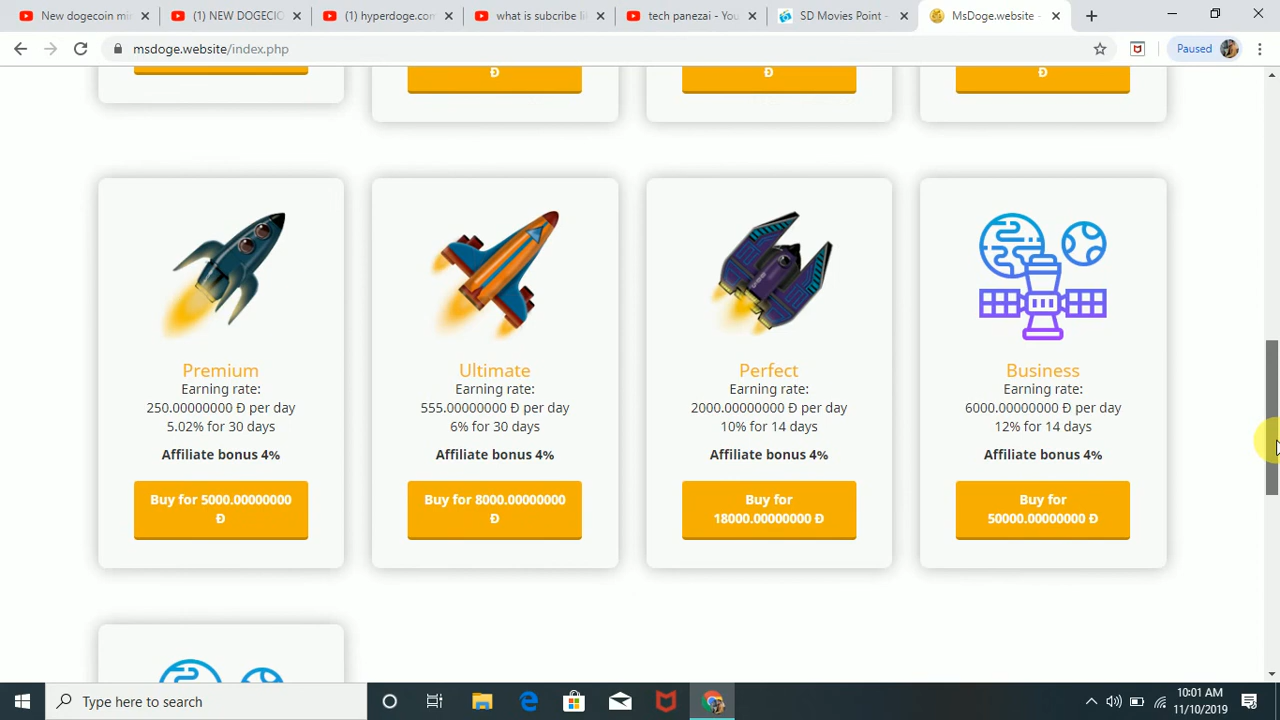 New dogecoin min
(1) NEW DOGECIO
(1) hyperdoge.com
what is subcribe lik
tech panezai - You
SD Movies Point -
MsDoge.website -
msdoge.website/index.php
Paused
Đ
Đ
Đ
Premium
Earning rate:
250.00000000 Đ per day
5.02% for 30 days
Affiliate bonus 4%
Buy for 5000.00000000
Đ
Ultimate
Earning rate:
555.00000000 Đ per day
6% for 30 days
Affiliate bonus 4%
Buy for 8000.00000000
Đ
Perfect
Earning rate:
2000.00000000 Đ per day
10% for 14 days
Affiliate bonus 4%
Buy for
18000.00000000 Đ
Business
Earning rate:
6000.00000000 Đ per day
12% for 14 days
Affiliate bonus 4%
Buy for
50000.00000000 Đ
Type here to search
10:01 AM
11/10/2019